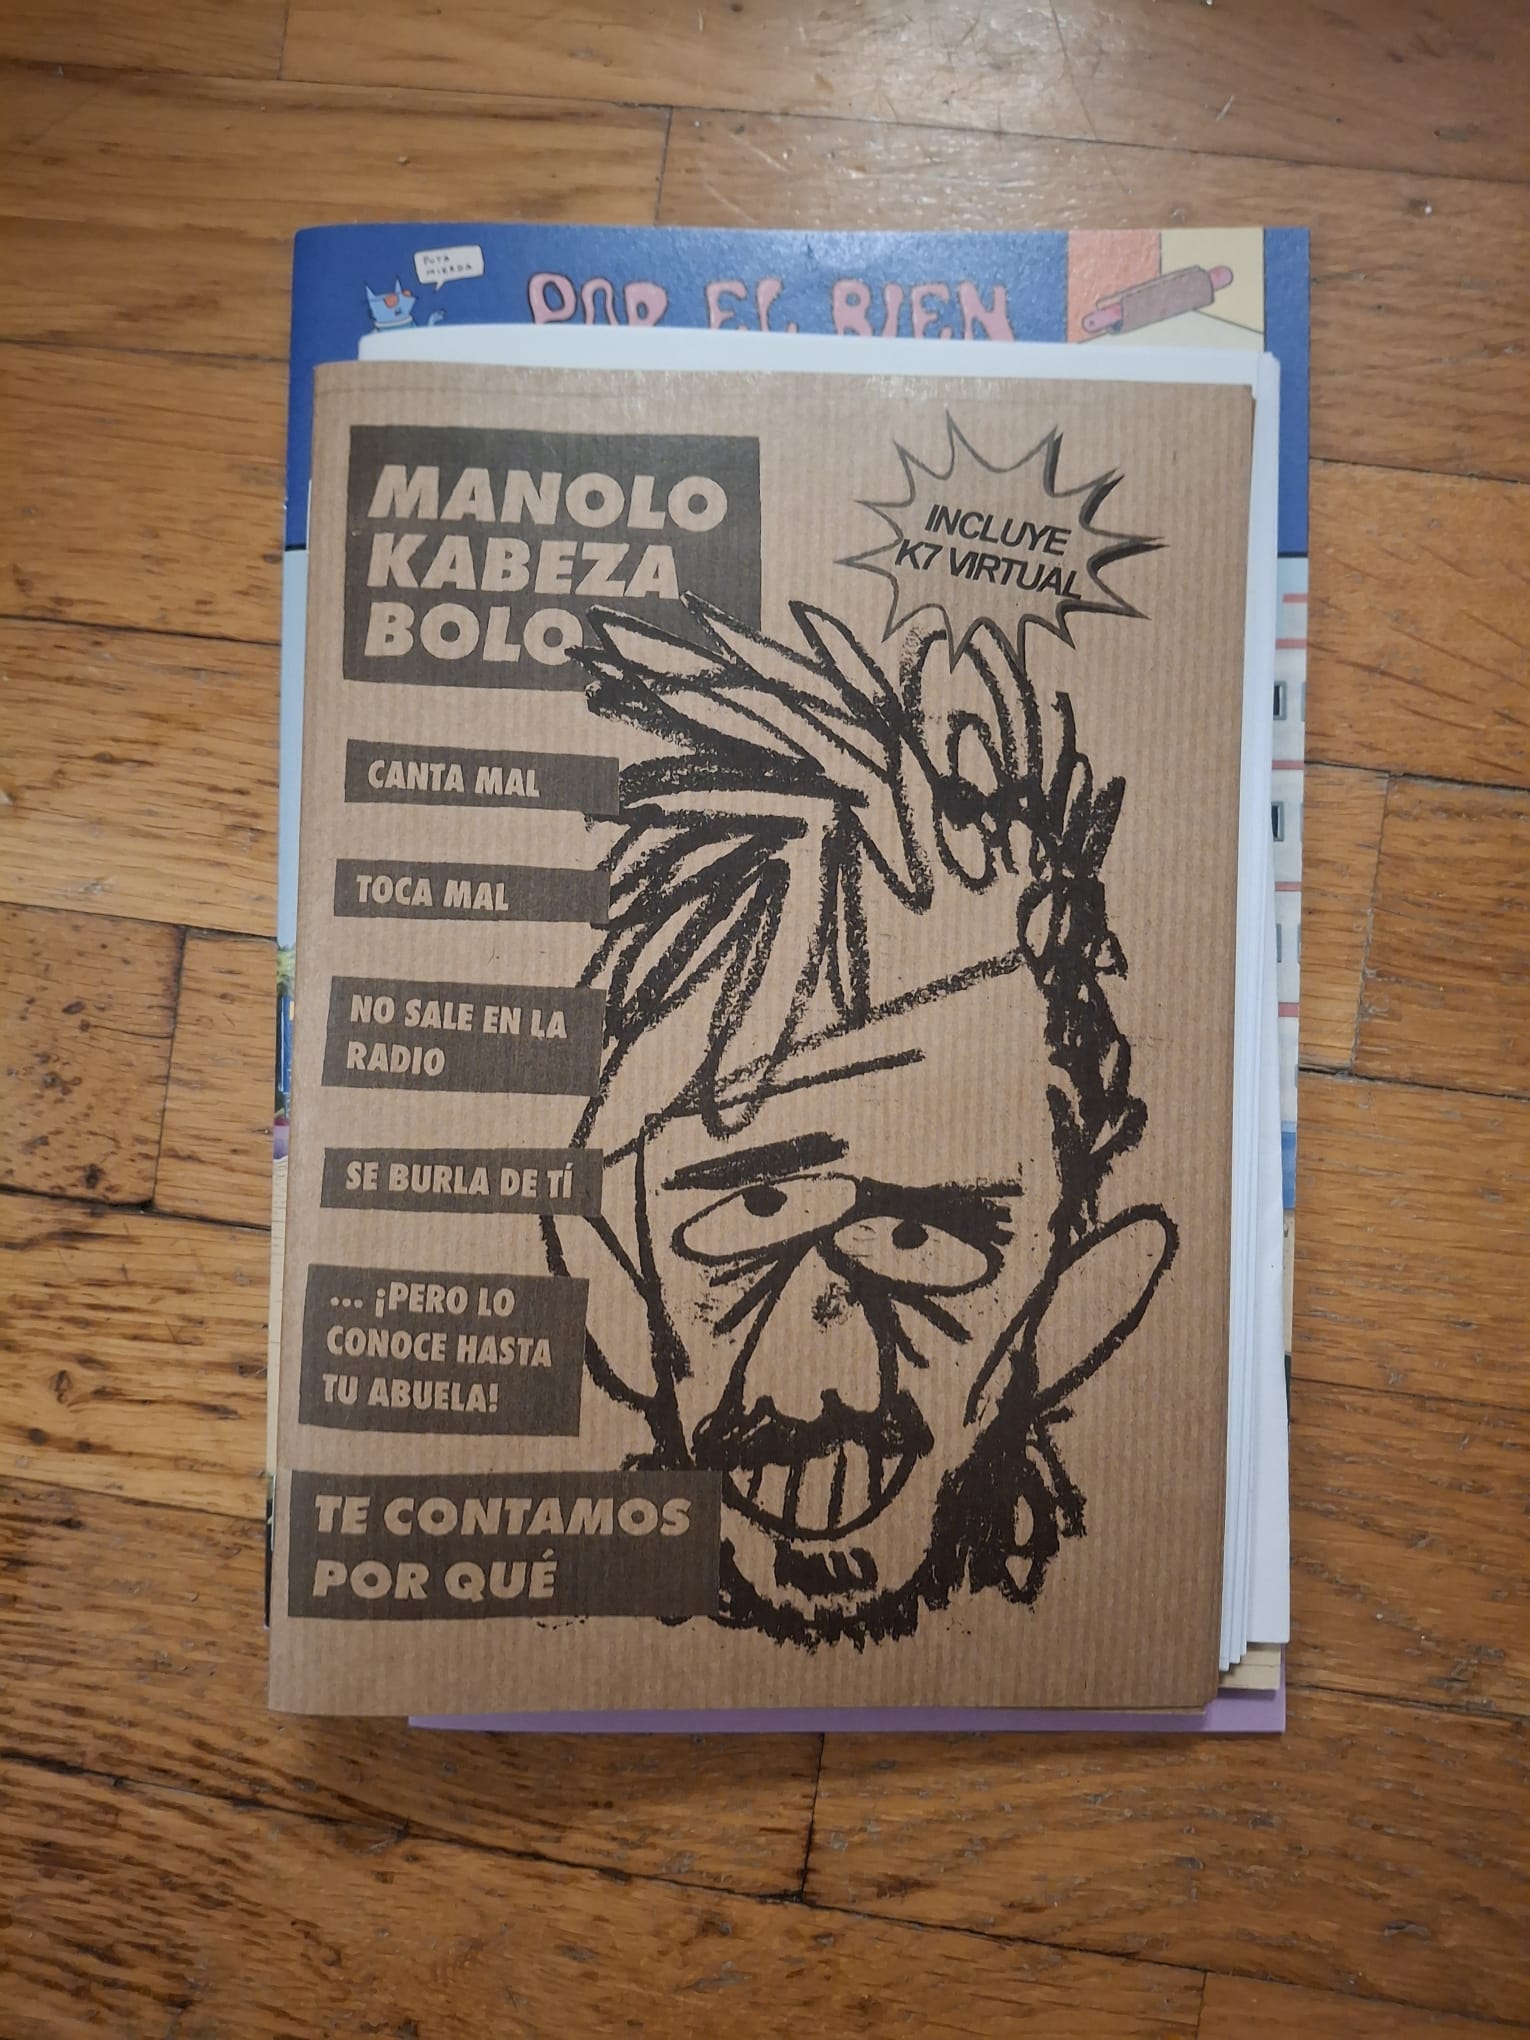 PUTA
MIERDA
POR EL BIEN
MANOLO
KABEZA
BOLO
INCLUYE
K7 VIRTUAL
CANTA MAL
TOCA MAL
NO SALE EN LA
RADIO
SE BURLA DE TÍ
... ¡PERO LO
CONOCE HASTA
TU ABUELA!
TE CONTAMOS
POR QUÉ